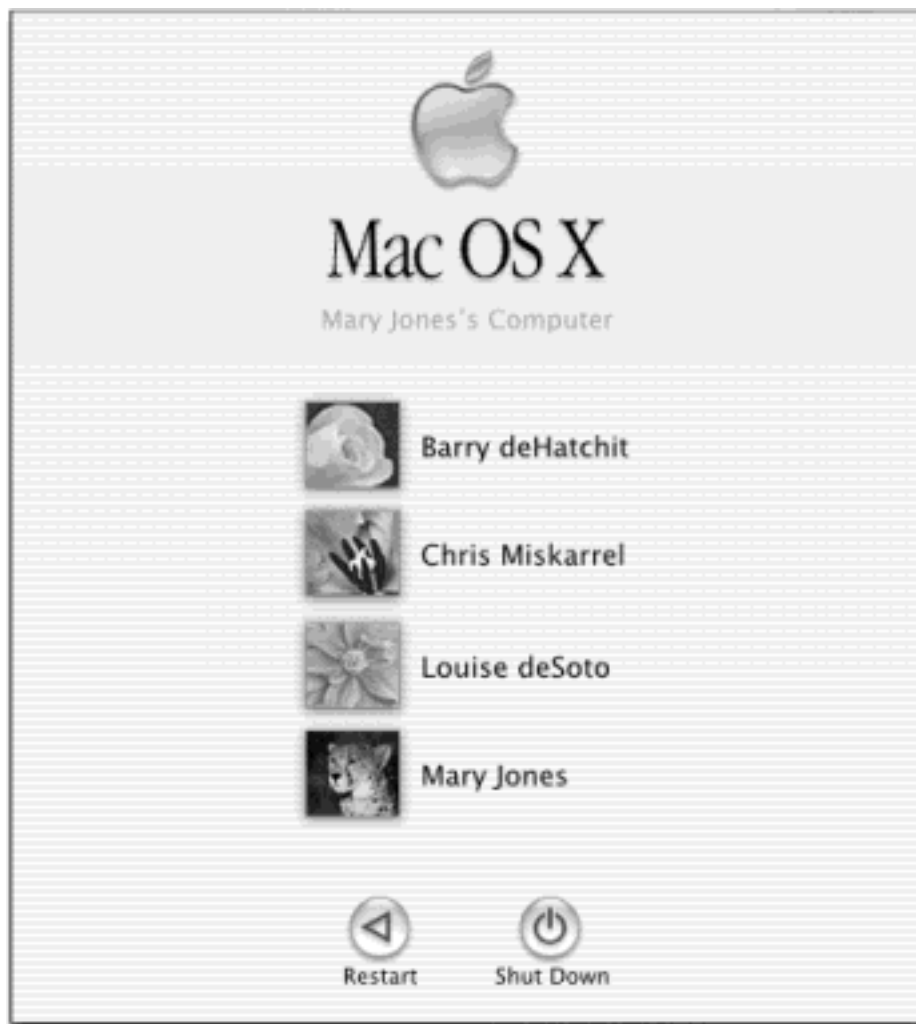 Mac OS X
Mary Jones's Computer
Barry deHatchit
Chris Miskarrel
Louise deSoto
Mary Jones
Restart
Shut Down